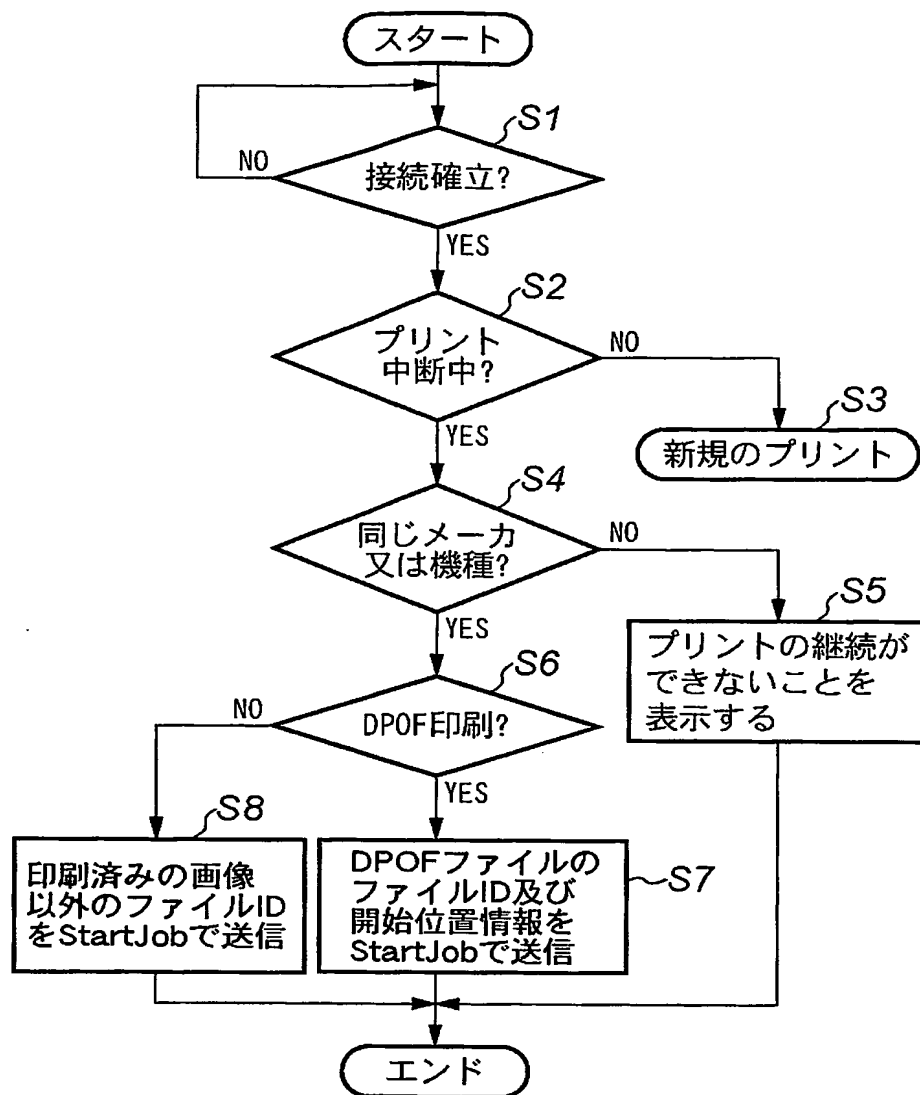 スタート
S1
NO
接続確立?
YES
S2
プリント
中断中?
NO
YES
S3
新規のプリント
S4
同じメーカ
又は機種?
NO
YES
S5
プリントの継続が
できないことを
表示する
S6
NO
DPOF印刷?
YES
S8
印刷済みの画像
以外のファイルID
をStartJobで送信
S7
DPOFファイルの
ファイルID及び
開始位置情報を
StartJobで送信
エンド